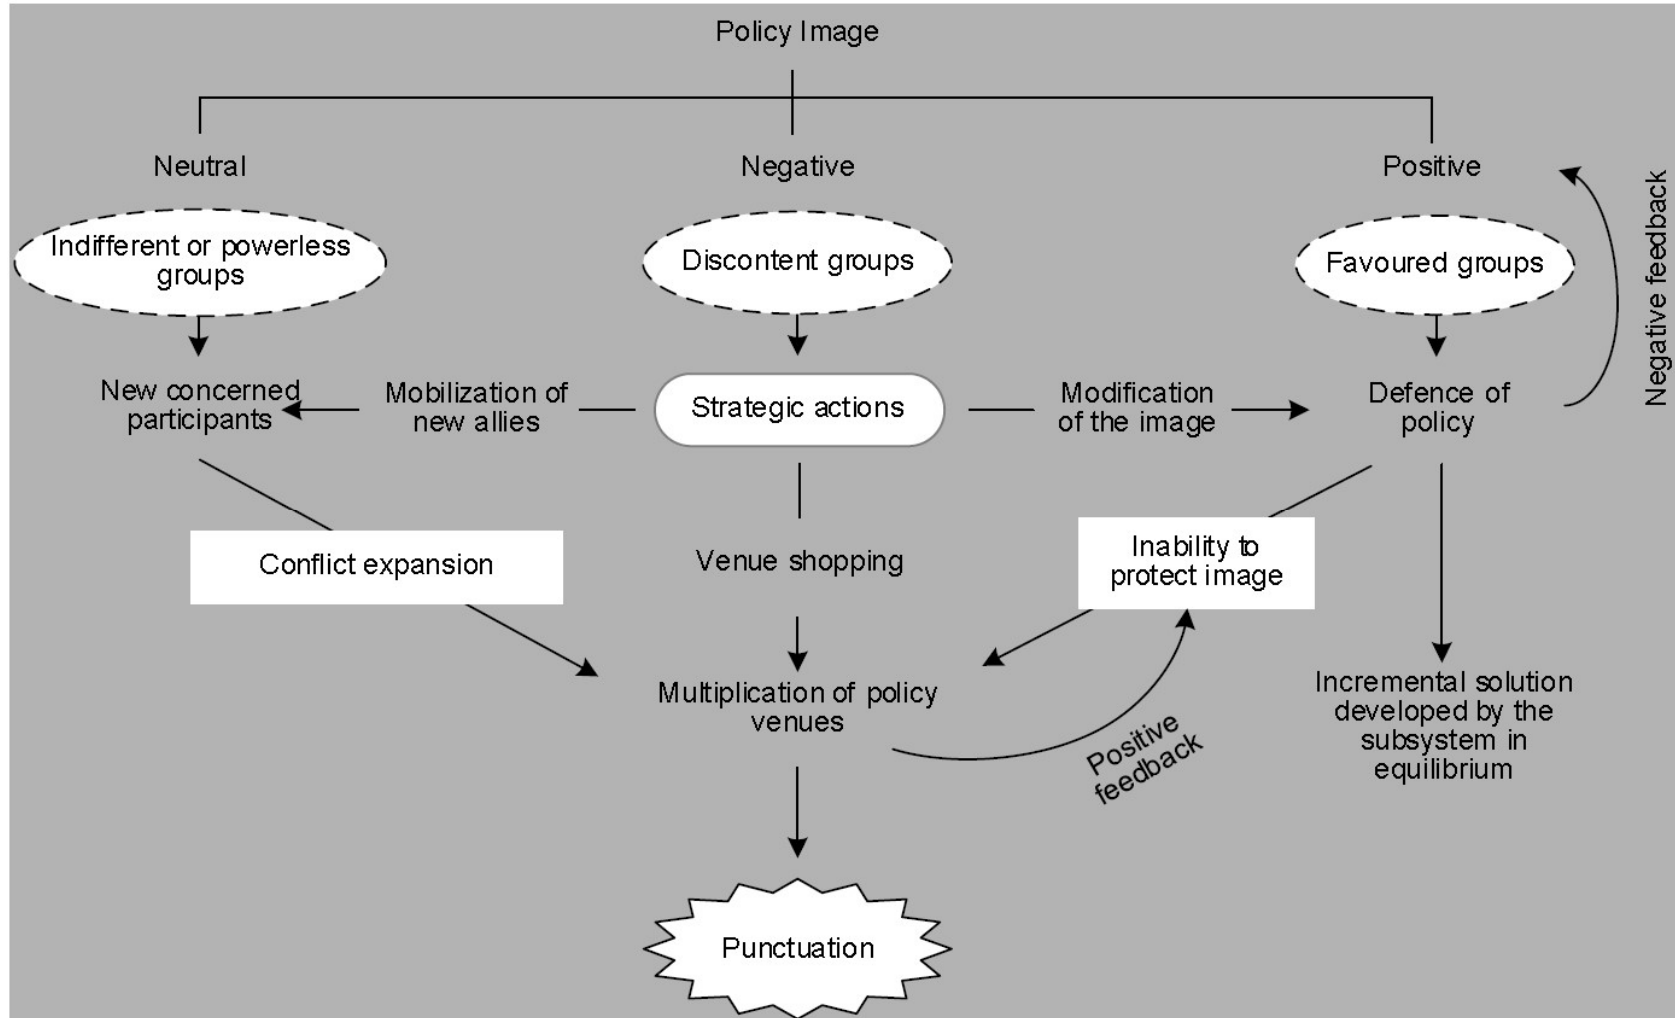 Policy Image
Neutral
Negative
Positive
Indifferent or powerless
groups
Discontent groups
Favoured groups
Negative feedback
New concerned
participants
Mobilization of
new allies
Strategic actions
Modification
of the image
Defence of
policy
Conflict expansion
Venue shopping
Inability to
protect image
Multiplication of policy
venues
Positive
feedback
Incremental solution
developed by the
subsystem in
equilibrium
Punctuation